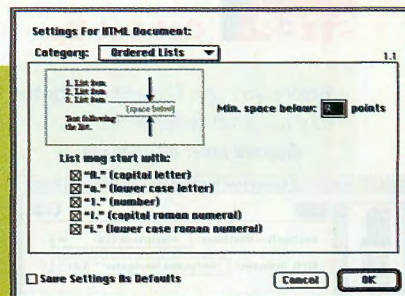 Settings For HTML Document:
Category: Ordered Lists
1.1
1. List item
2. List item
3. List item
(space below)
Text following
the list.
Min. space below: points
List may start with:
"A." (capital letter)
"a." (lower case letter)
"1." (number)
"I." (capital roman numeral)
"i." (lower case roman numeral)
Save Settings As Defaults
Cancel
OK